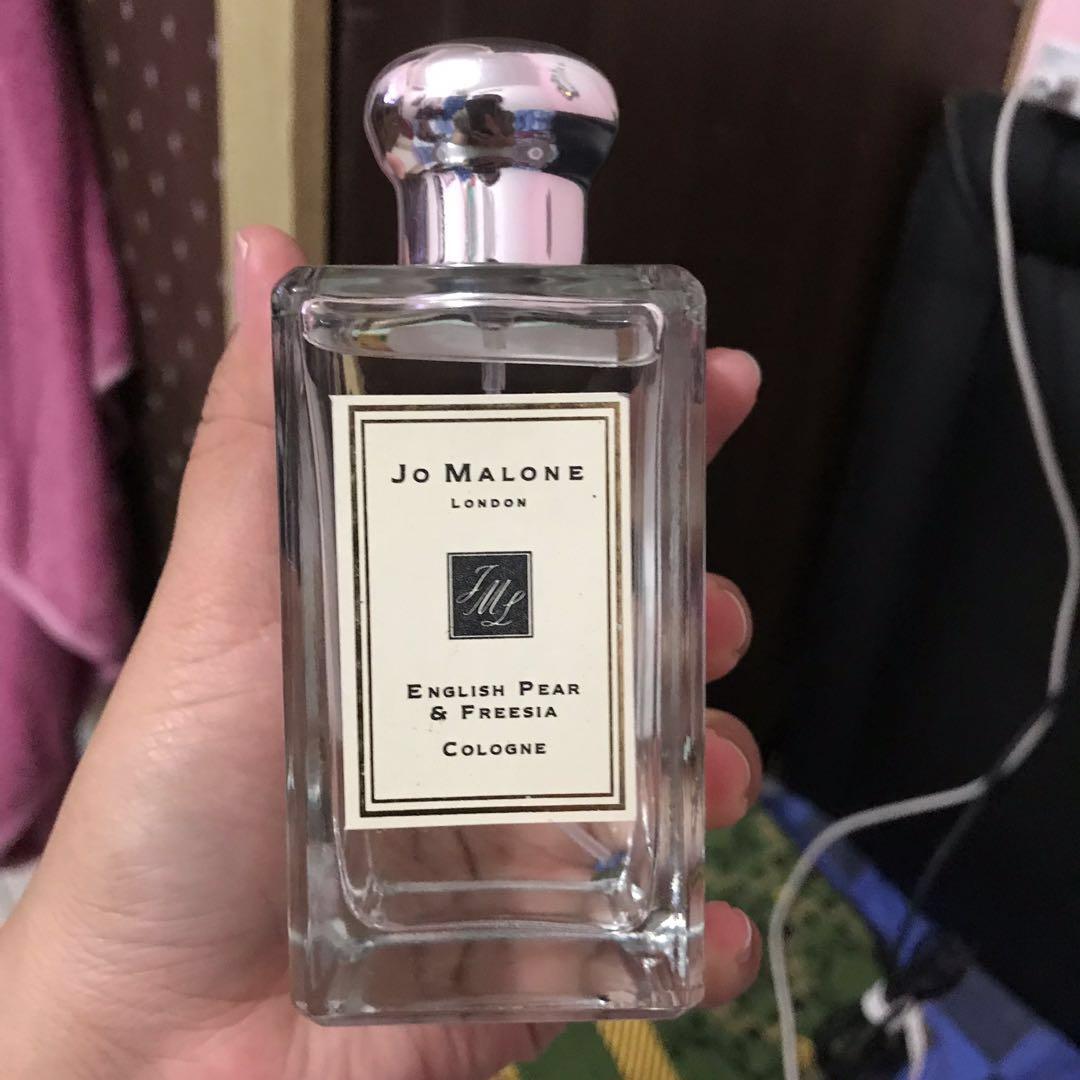 Jo Malone
London
JML
English Pear
& Freesia
Cologne